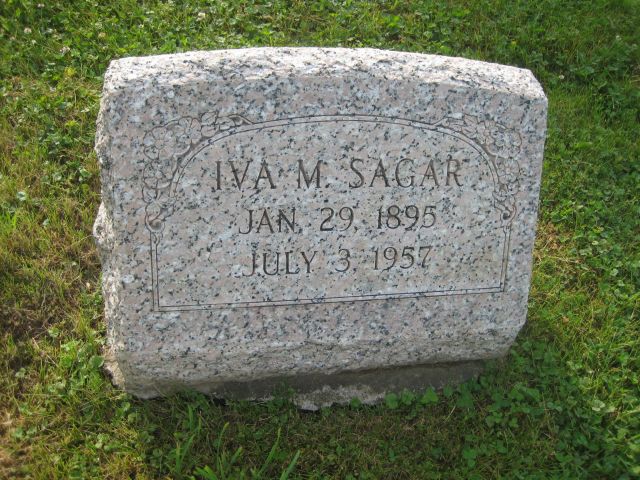 IVA M. SAGAR
JAN. 29, 1895
JULY 3, 1957